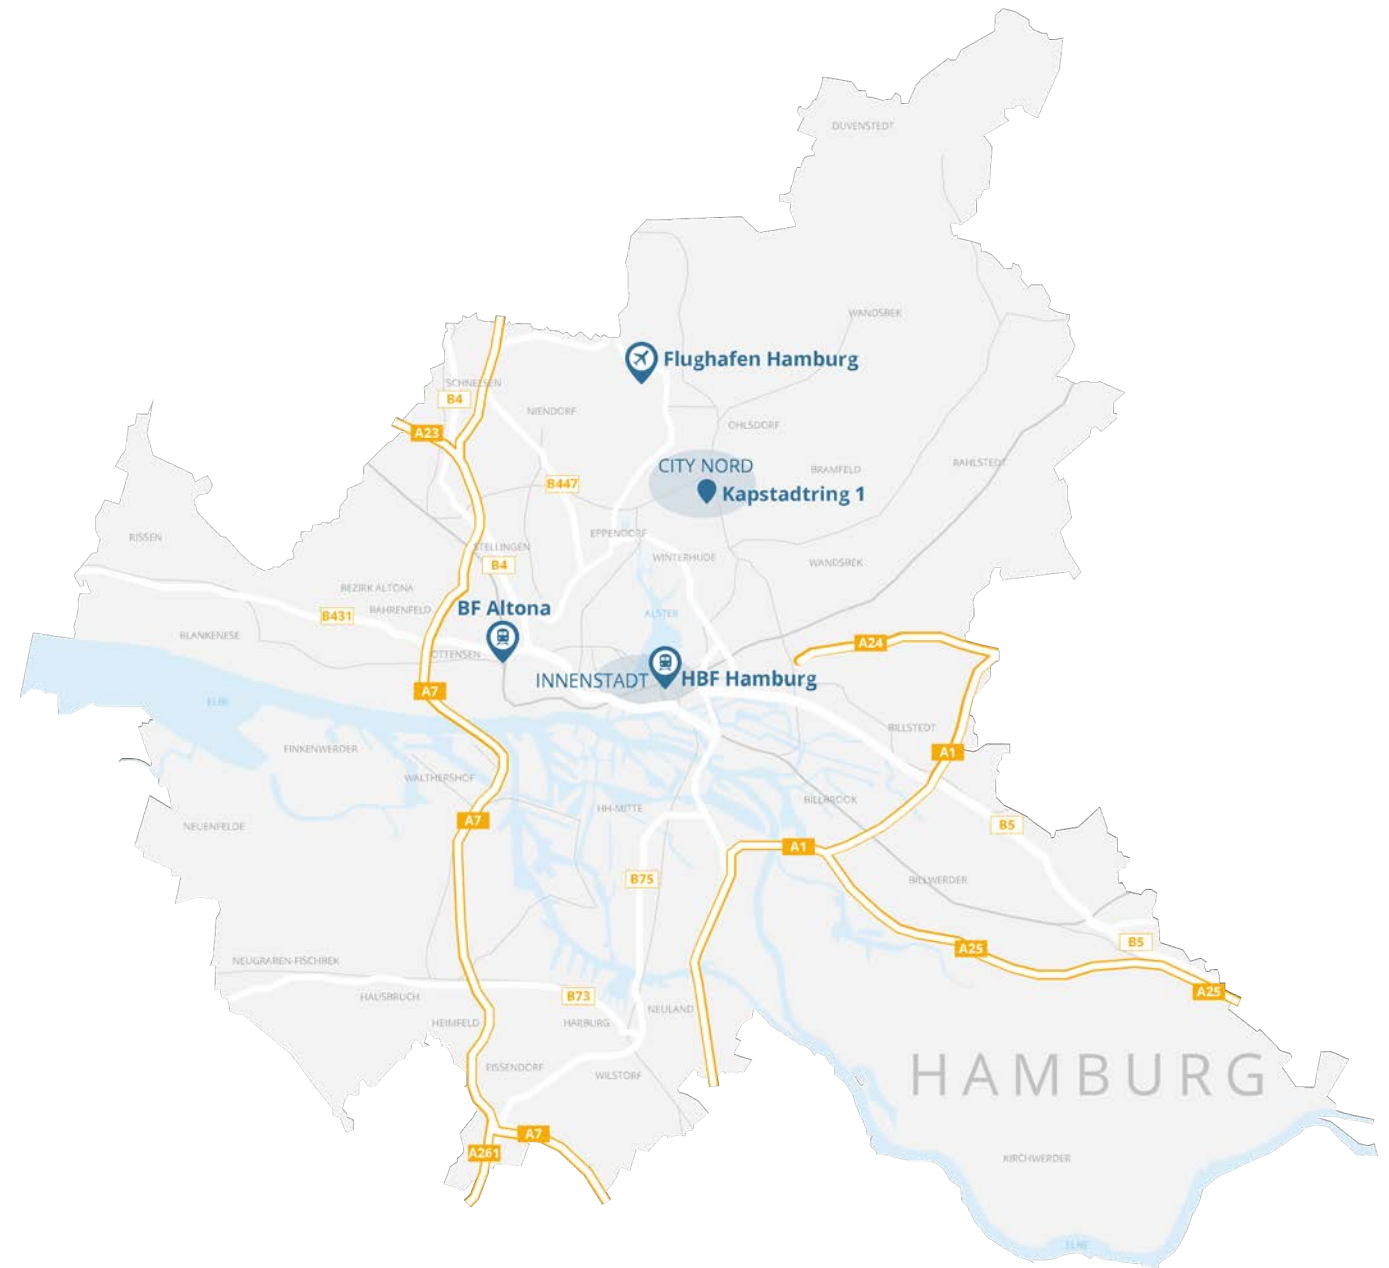 DUVENSTEDT
WANDSBEK
Flughafen Hamburg
SCHNELSEN
B4
NIENDORF
OHLSDORF
A23
CITY NORD
BRAMFELD
RAHLSTEDT
B447
Kapstadtring 1
RISSEN
EPPENDORF
STELLINGEN
WINTERHUDE
B4
WANDSBEK
BEZIRK ALTONA
BF Altona
B431
BAHRENFELD
ALSTER
BLANKENESE
A24
OTTENSEN
INNENSTADT
HBF Hamburg
A7
ELBE
BILLSTEDT
FINKENWERDER
A1
WALTHERSHOF
BILLBROOK
HH-MITTE
A7
NEUENFELDE
B5
A1
B75
BILLWERDER
B5
A25
NEUGRABEN-FISCHBEK
A25
HAUSBRUCH
B73
NEULAND
HEIMFELD
HARBURG
EISSENDORF
WILSTORF
HAMBURG
A7
A261
KIRCHWERDER
ELBE